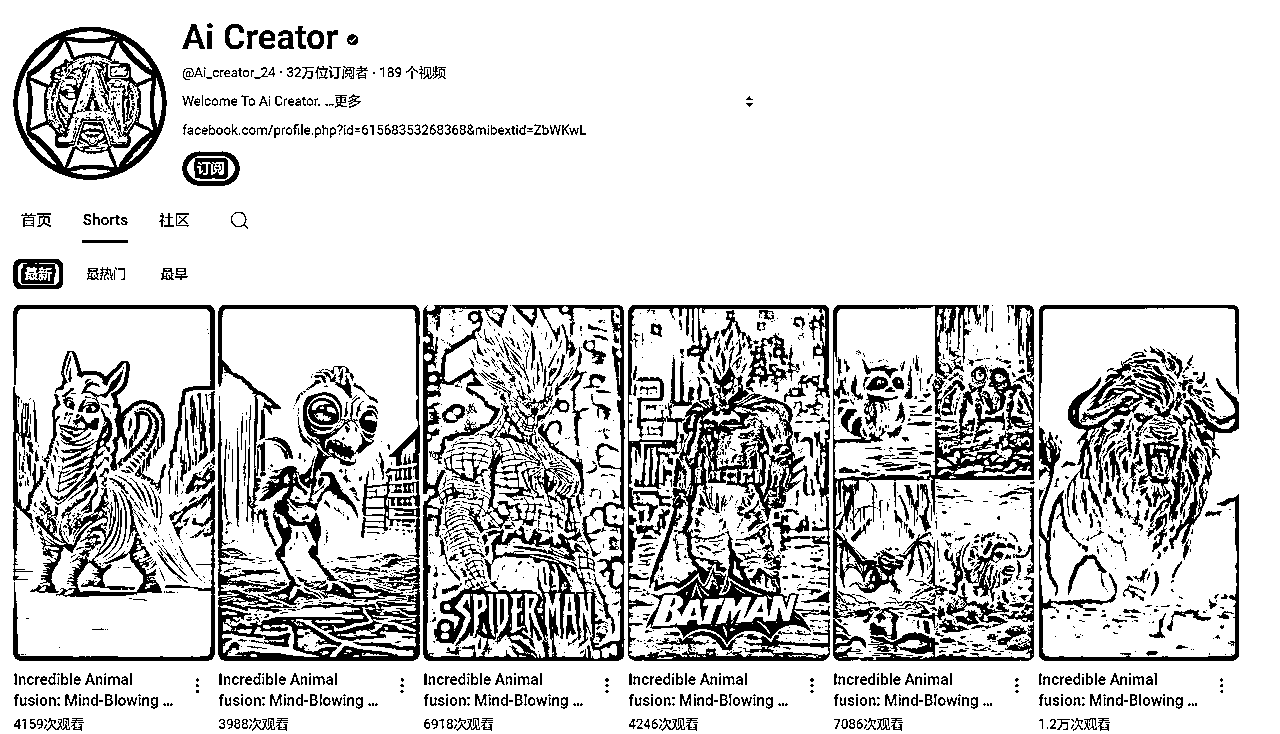 Ai Creator
@Ai_creator_24 · 32万位订阅者 · 189 个视频
Welcome To Ai Creator. ...更多
facebook.com/profile.php?id=61568353268368&mibextid=ZbWKwL
订阅
首页 Shorts 社区
最新 最热门 最早
Ai
SPIDER-MAN
BATMAN
Incredible Animal fusion: Mind-Blowing ...
4159次观看
Incredible Animal fusion: Mind-Blowing ...
3988次观看
Incredible Animal fusion: Mind-Blowing ...
6918次观看
Incredible Animal fusion: Mind-Blowing ...
4246次观看
Incredible Animal fusion: Mind-Blowing ...
7086次观看
Incredible Animal fusion: Mind-Blowing ...
1.2万次观看